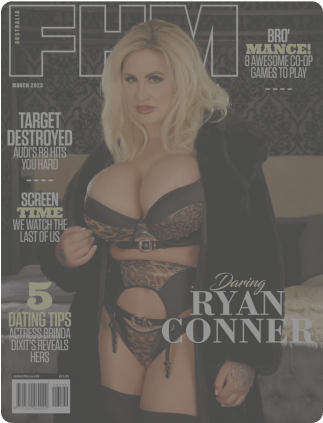 AUSTRALIA
FHM
MARCH 2023
BRO'
MANCE!
8 AWESOME CO-OP
GAMES TO PLAY
TARGET
DESTROYED
AUDI'S R8 HITS
YOU HARD
SCREEN
TIME
WE WATCH THE
LAST OF US
5
DATING TIPS
ACTRESS BRINDA
DIXIT'S REVEALS
HERS
Daring
RYAN
CONNER